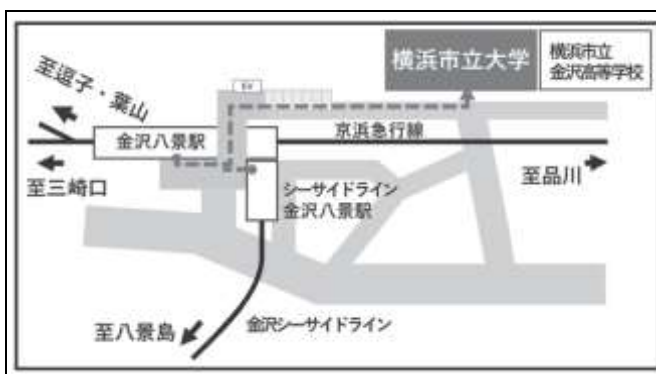 横浜市立大学
横浜市立
金沢高等学校
至逗子・葉山
EV
金沢八景駅
京浜急行線
至三崎口
至品川
シーサイドライン
金沢八景駅
至八景島
金沢シーサイドライン